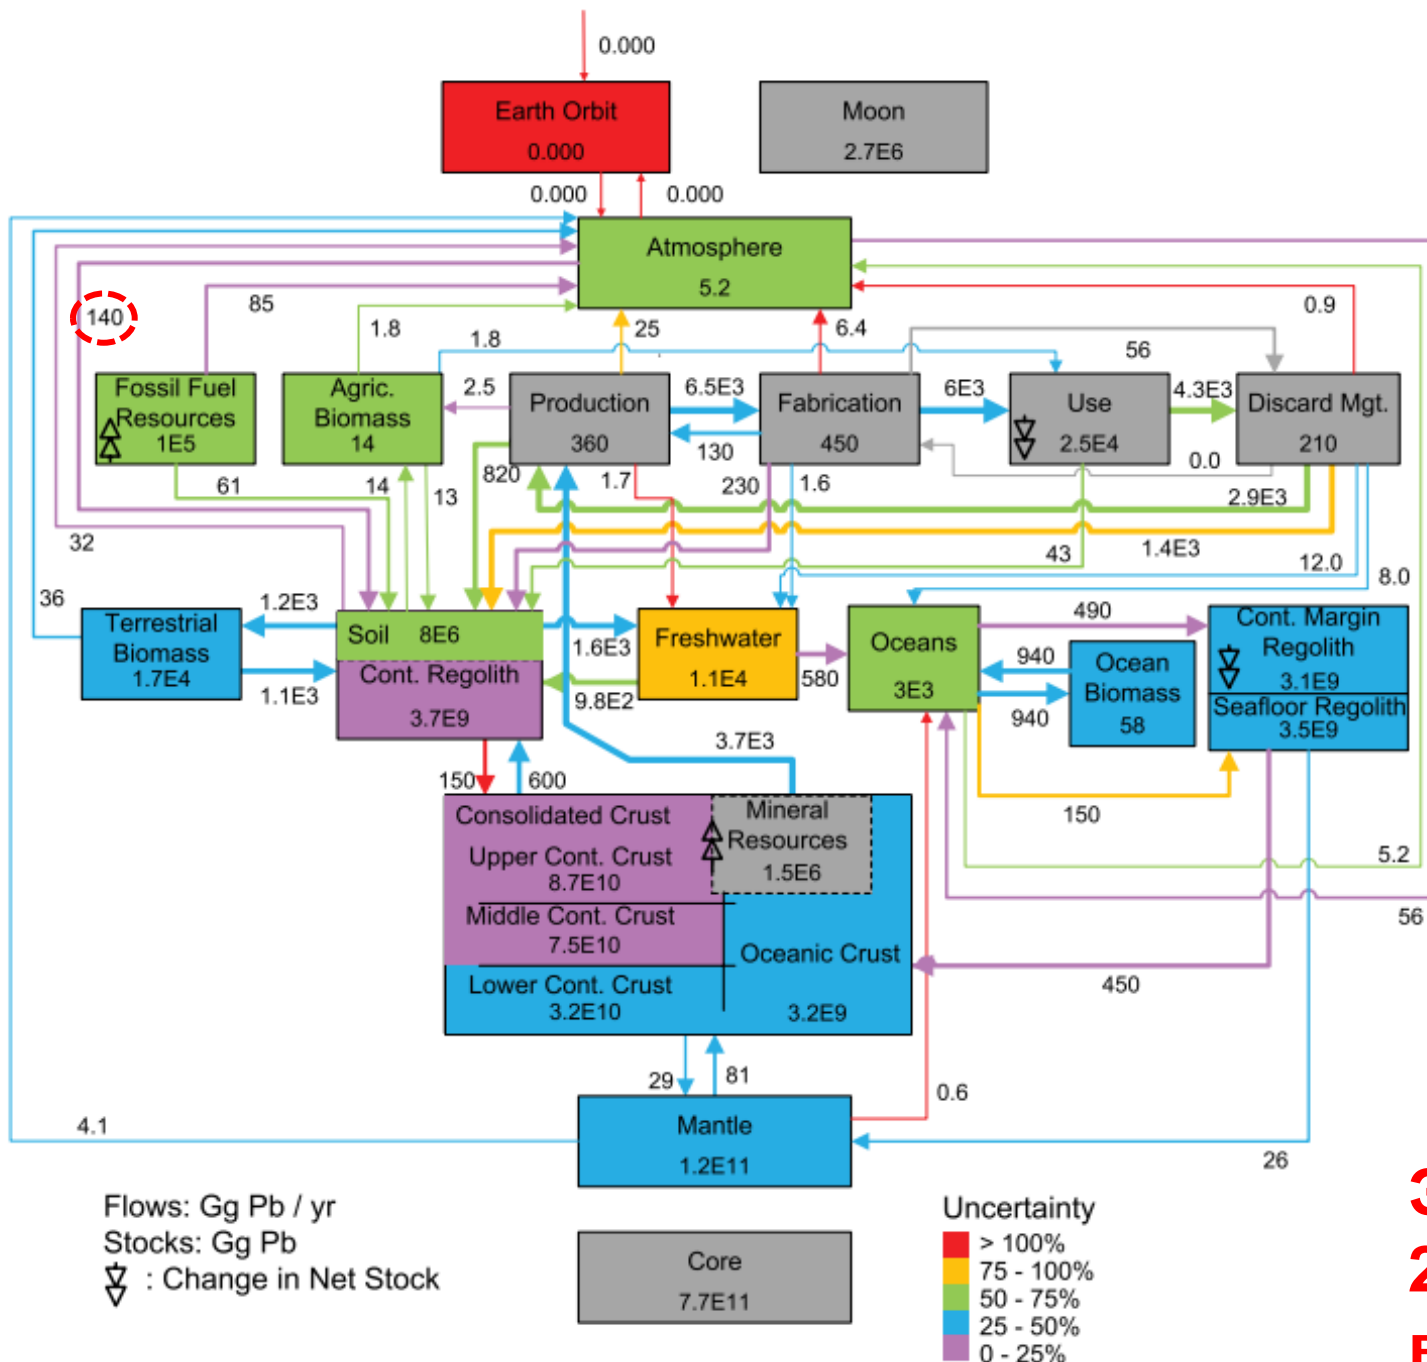 0.000
Earth Orbit
0.000
Moon
2.7E6
0.000
0.000
Atmosphere
5.2
140
85
1.8
1.8
25
6.4
56
0.9
Fossil Fuel
Resources
1E5
Agric.
Biomass
14
2.5
Production
360
6.5E3
130
Fabrication
450
6E3
Use
2.5E4
4.3E3
Discard Mgt.
210
0.0
61
14
13
820
1.7
230
1.6
2.9E3
32
43
1.4E3
12.0
8.0
36
Terrestrial
Biomass
1.7E4
1.2E3
1.1E3
Soil 8E6
Cont. Regolith
3.7E9
1.6E3
9.8E2
Freshwater
1.1E4
580
Oceans
3E3
490
940
940
Ocean
Biomass
58
Cont. Margin
Regolith
3.1E9
Seafloor Regolith
3.5E9
150
600
3.7E3
150
5.2
56
Consolidated Crust
Upper Cont. Crust
8.7E10
Middle Cont. Crust
7.5E10
Lower Cont. Crust
3.2E10
Mineral
Resources
1.5E6
Oceanic Crust
3.2E9
450
29
81
0.6
4.1
Mantle
1.2E11
26
Flows: Gg Pb / yr
Stocks: Gg Pb
: Change in Net Stock
Core
7.7E11
Uncertainty
> 100%
75 - 100%
50 - 75%
25 - 50%
0 - 25%